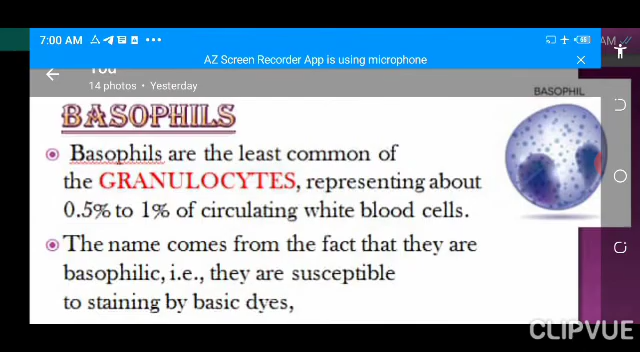 7:00 AM
AM
AZ Screen Recorder App is using microphone
You
14 photos • Yesterday
BASOPHIL
BASOPHILS
Basophils are the least common of
the GRANULOCYTES, representing about
0.5% to 1% of circulating white blood cells.
The name comes from the fact that they are
basophilic, i.e., they are susceptible
to staining by basic dyes,
CLIPVUE